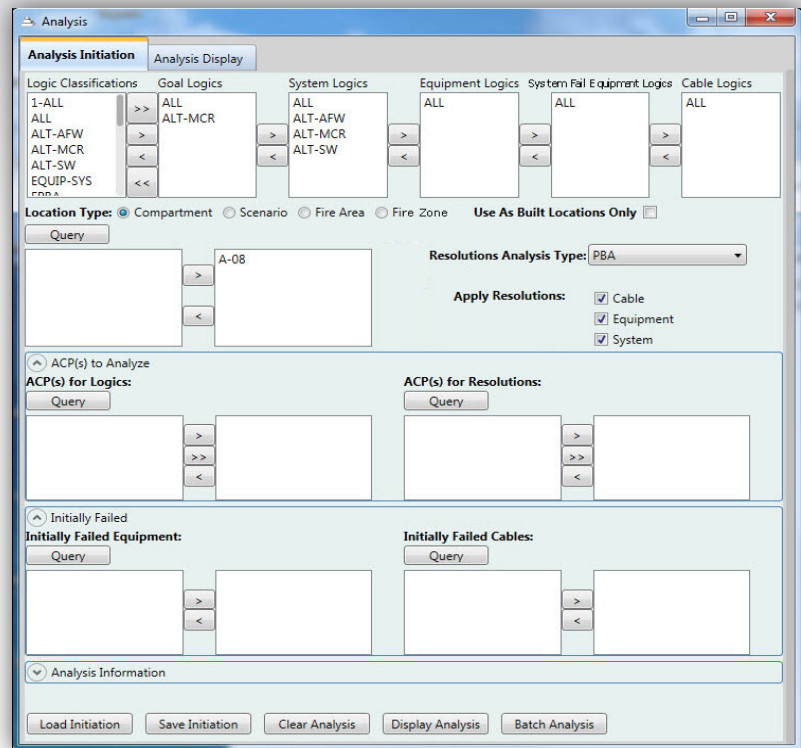 Analysis
Analysis Initiation Analysis Display
Logic Classifications Goal Logics System Logics Equipment Logics System Fail Equipment Logics Cable Logics
1-ALL >> ALL ALL ALL ALL ALL
ALL ALT-MCR ALT-AFW
ALT-AFW > > ALT-MCR > > >
ALT-MCR < < ALT-SW < < <
ALT-SW
EQUIP-SYS <<
Location Type: Compartment Scenario Fire Area Fire Zone Use As Built Locations Only
Query
A-08 Resolutions Analysis Type: PBA
>
Apply Resolutions: Cable
< Equipment
System
ACP(s) to Analyze
ACP(s) for Logics: ACP(s) for Resolutions:
Query Query
> >
>> >>
< <
Initially Failed
Initially Failed Equipment: Initially Failed Cables:
Query Query
> >
< <
Analysis Information
Load Initiation Save Initiation Clear Analysis Display Analysis Batch Analysis